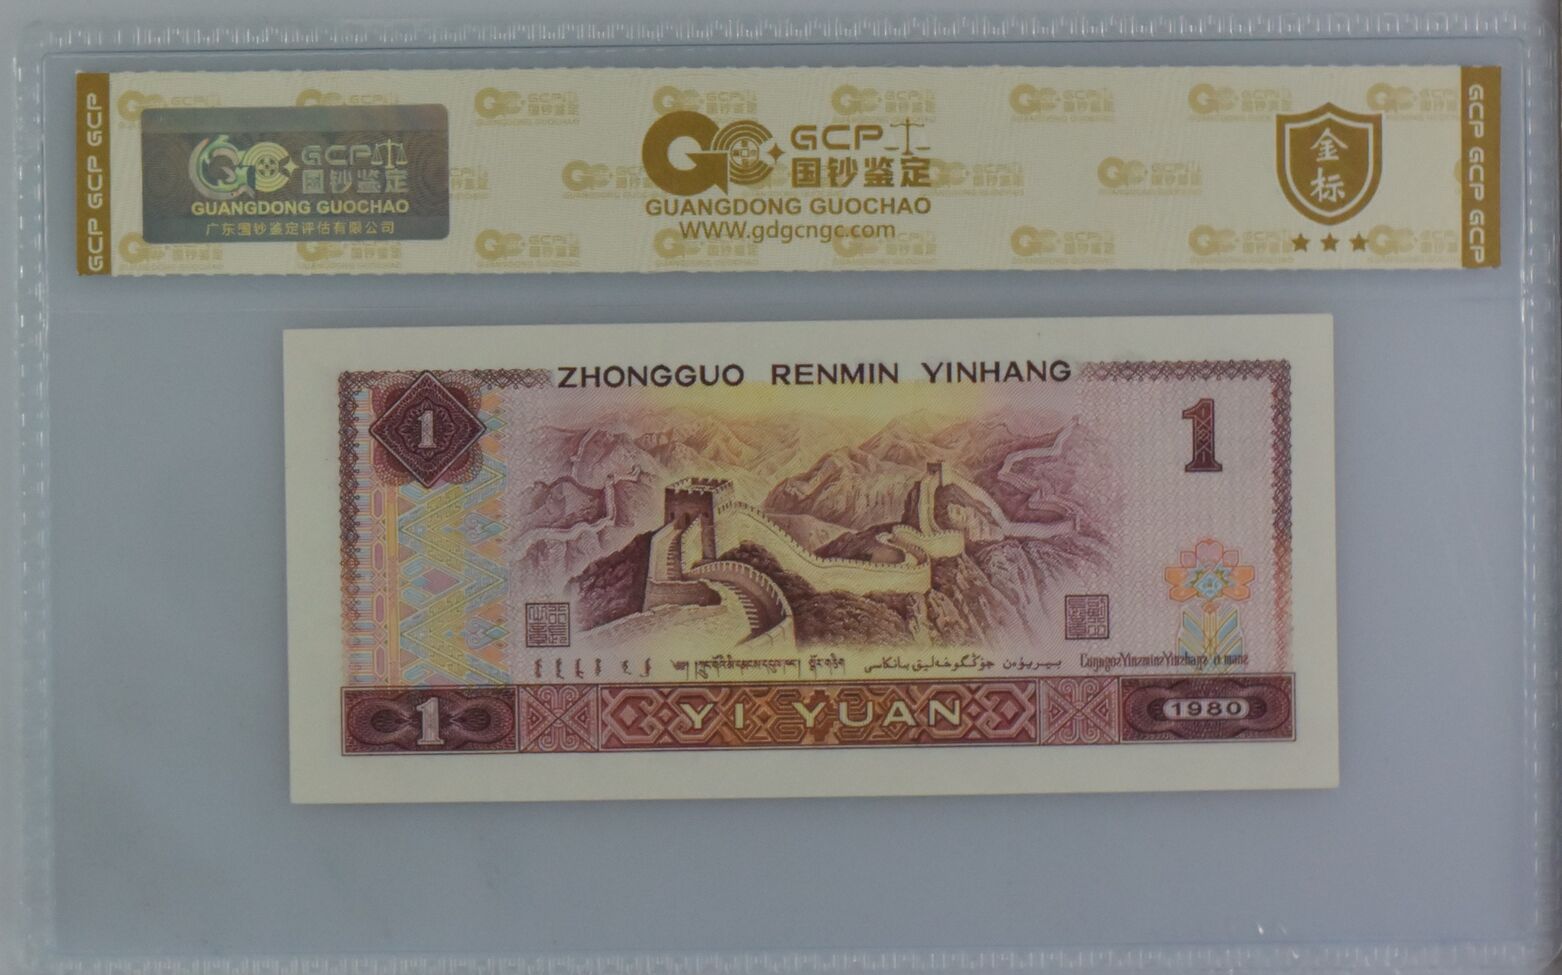 GCP GCP GCP
GCP
国钞鉴定
GUANGDONG GUOCHAO
广东国钞鉴定评估有限公司
GCP
国钞鉴定
GUANGDONG GUOCHAO
WWW.gdgcngc.com
金
标
GCP GCP GCP
ZHONGGUO RENMIN YINHANG
1
1
1 YI YUAN 1980